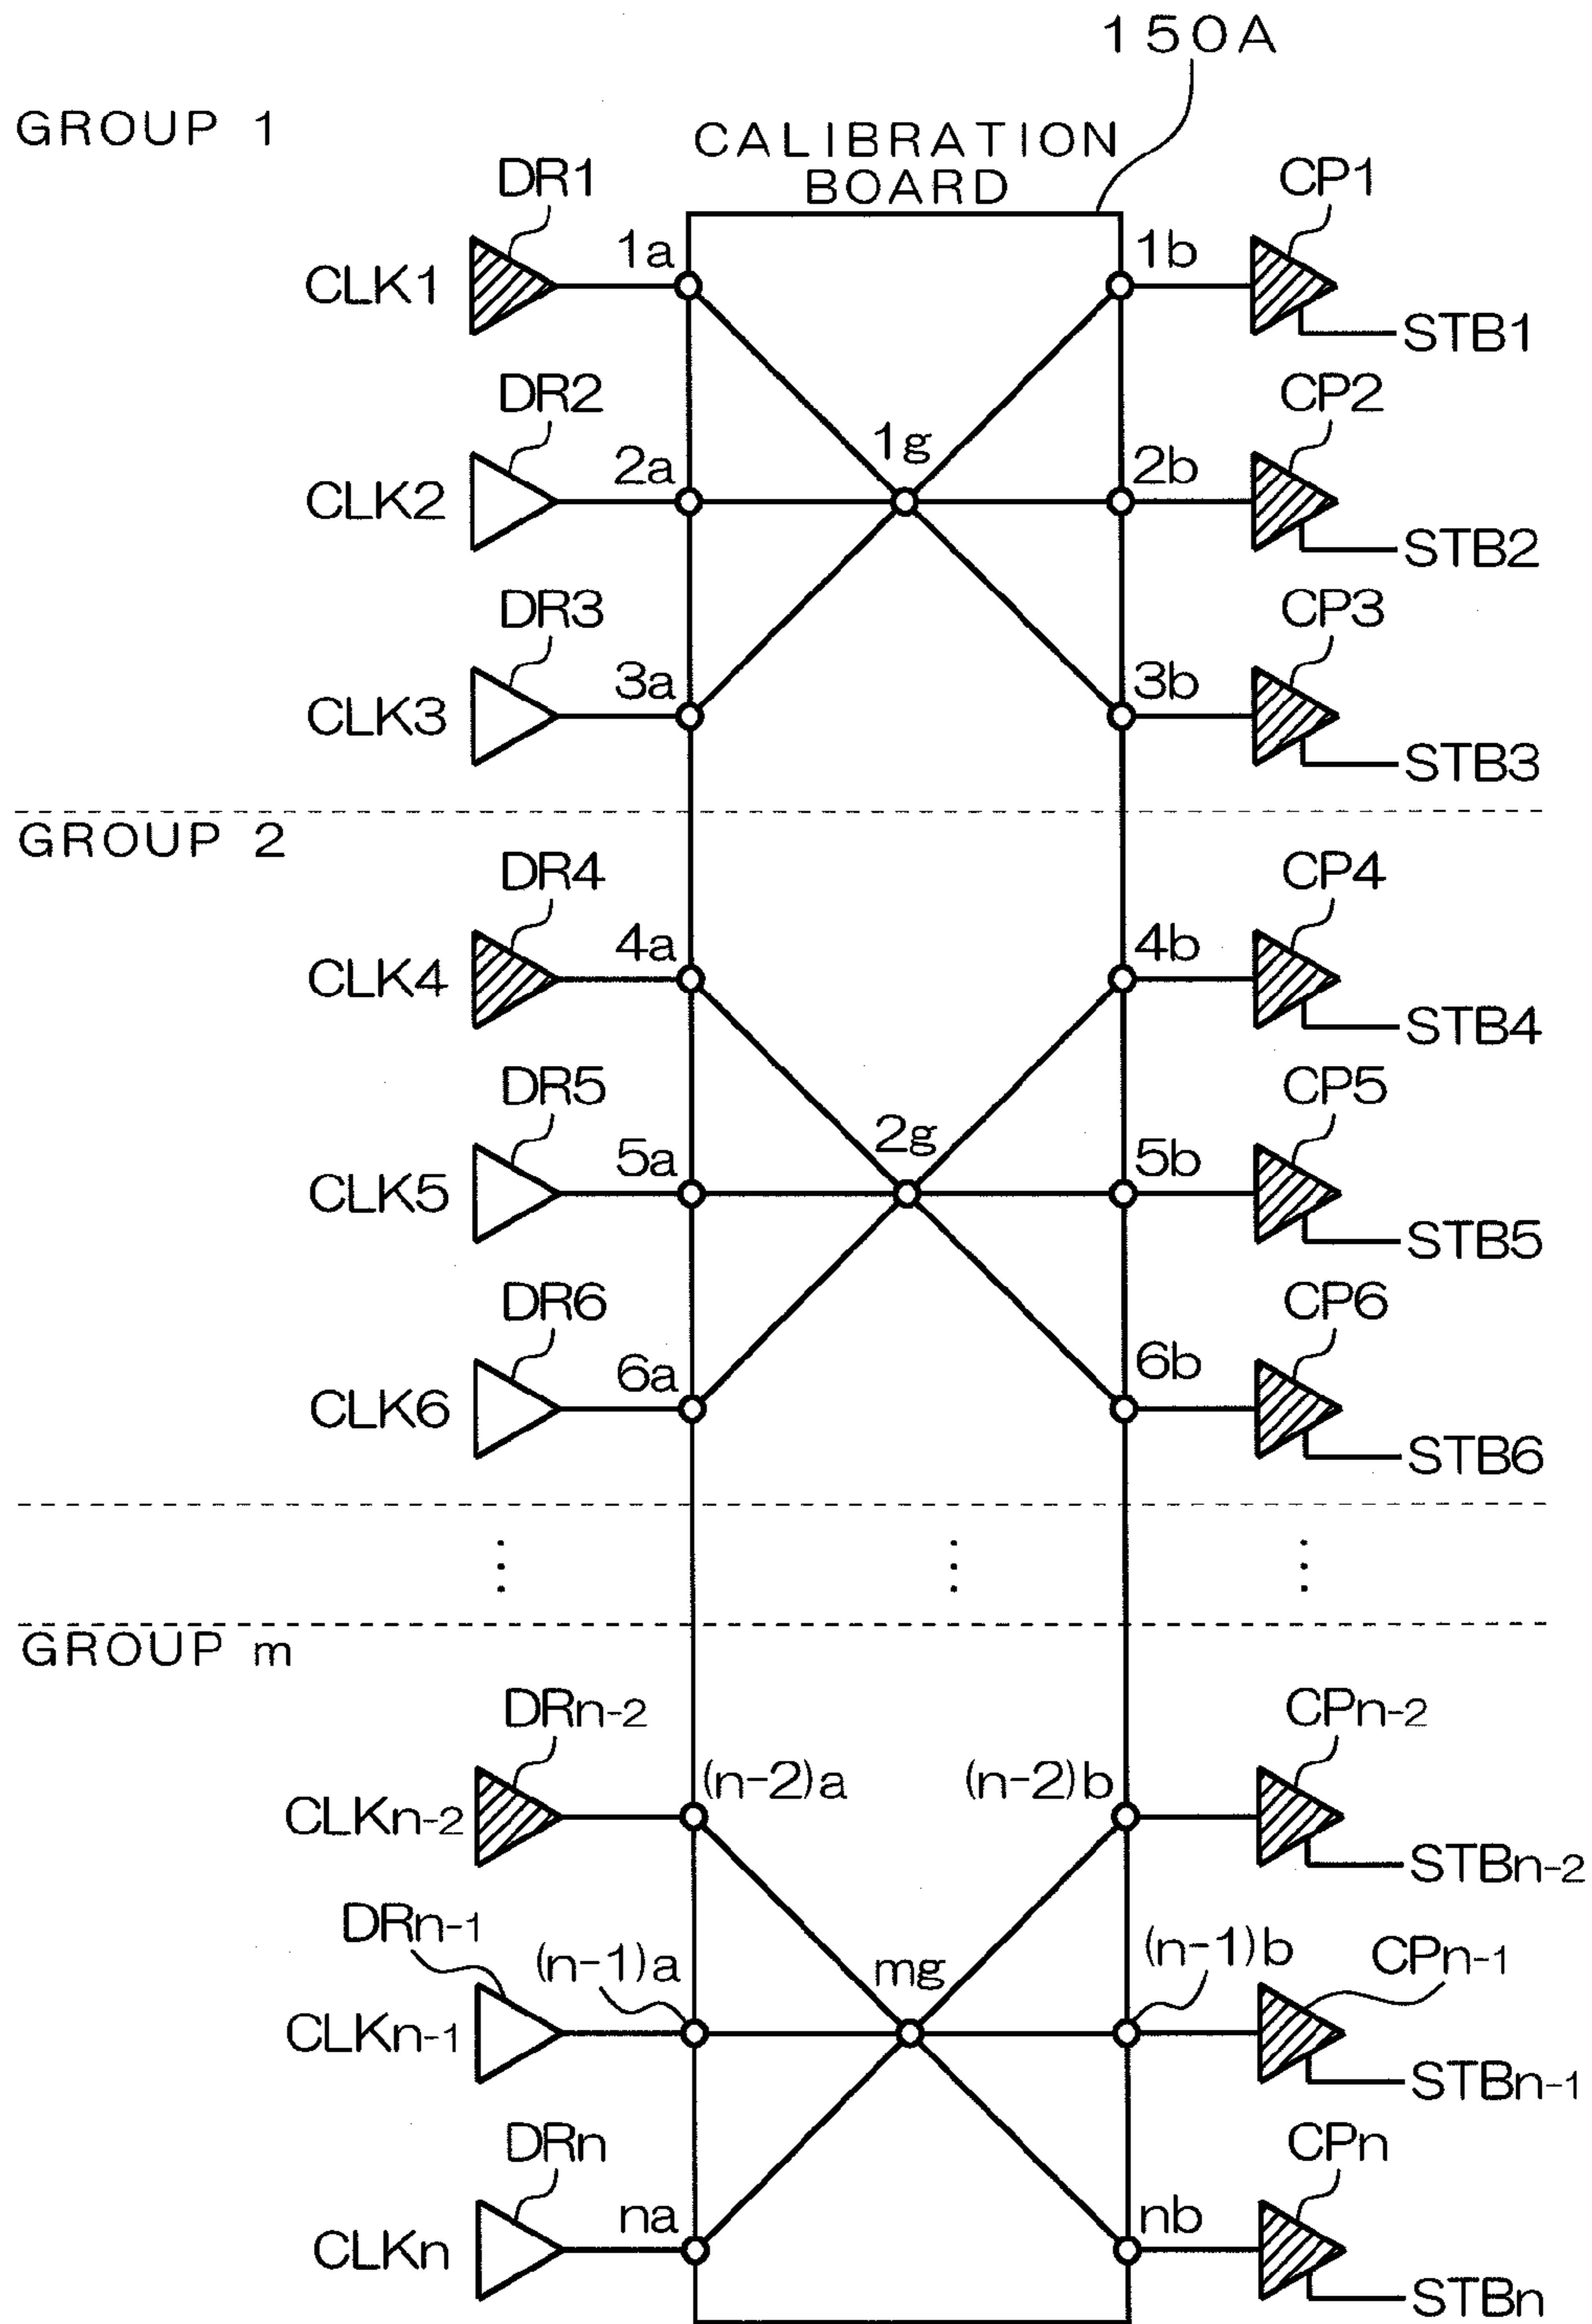 150A
GROUP 1
CALIBRATION
BOARD
DR1
CP1
1a
1b
CLK1
STB1
DR2
CP2
1g
2a
2b
CLK2
STB2
DR3
CP3
3a
3b
CLK3
STB3
GROUP 2
DR4
CP4
4a
4b
CLK4
STB4
DR5
CP5
2g
5a
5b
CLK5
STB5
DR6
CP6
6a
6b
CLK6
STB6
GROUP m
DRn-2
CPn-2
(n-2)a
(n-2)b
CLKn-2
STBn-2
DRn-1
(n-1)a
mg
(n-1)b
CPn-1
CLKn-1
STBn-1
DRn
CPn
na
nb
CLKn
STBn